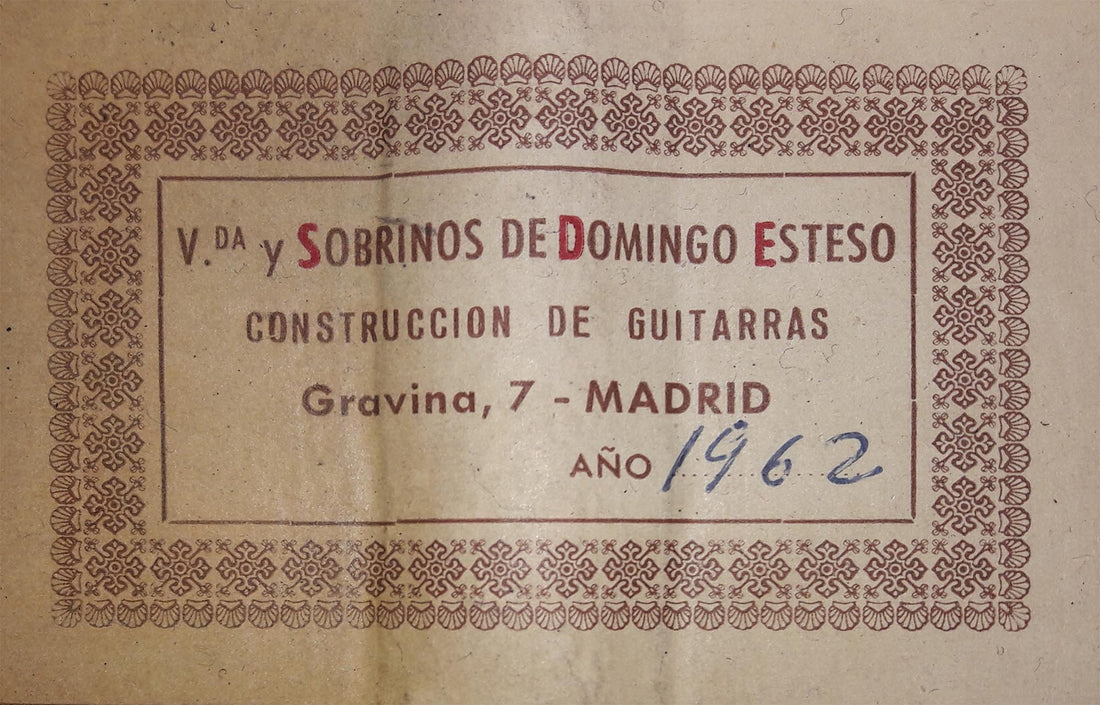 V.DA y SOBRINOS DE DOMINGO ESTESO
CONSTRUCCION DE GUITARRAS
Gravina, 7 - MADRID
AÑO 1962